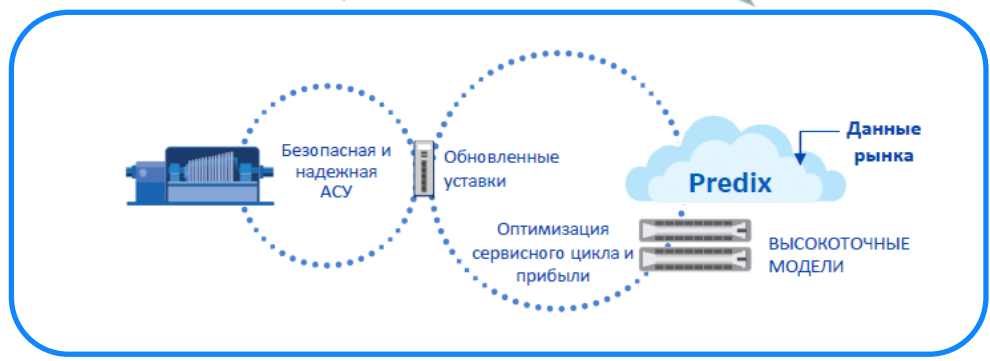 Безопасная и
надежная
АСУ
Обновленные
уставки
Predix
Данные
рынка
Оптимизация
сервисного цикла и
прибыли
ВЫСОКОТОЧНЫЕ
МОДЕЛИ